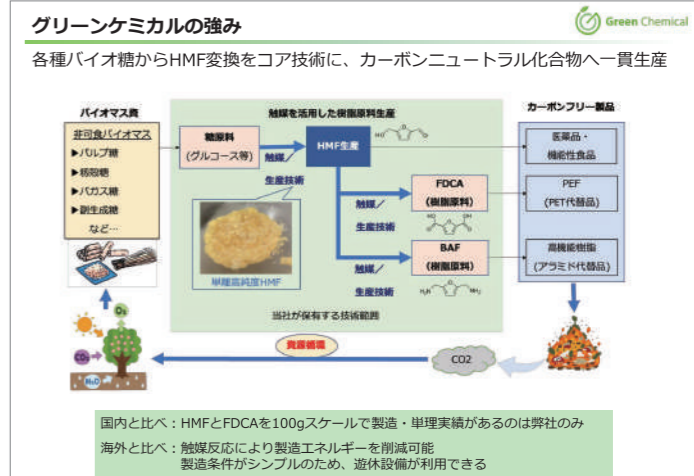 グリーンケミカルの強み
Green Chemical
各種バイオ糖からHMF変換をコア技術に、カーボンニュートラル化合物へ一貫生産
バイオマス糖
非可食バイオマス
▶パルプ糖
▶核殻糖
▶バガス糖
▶副生成糖
など…
触媒を活用した樹脂原料生産
糖原料
(グルコース等)
触媒/
生産技術
HMF生産
HO
O
O
単離高純度HMF
触媒/
生産技術
FDCA
(樹脂原料)
HO
O
O
OH
O
触媒/
生産技術
BAF
(樹脂原料)
H₂N
O
NH₂
当社が保有する技術範囲
カーボンフリー製品
医薬品・
機能性食品
PEF
(PET代替品)
高機能樹脂
(アラミド代替品)
O₂
CO₂
H₂O
資源循環
CO2
国内と比べ:HMFとFDCAを100gスケールで製造・単理実績があるのは弊社のみ
海外と比べ:触媒反応により製造エネルギーを削減可能
製造条件がシンプルのため、遊休設備が利用できる